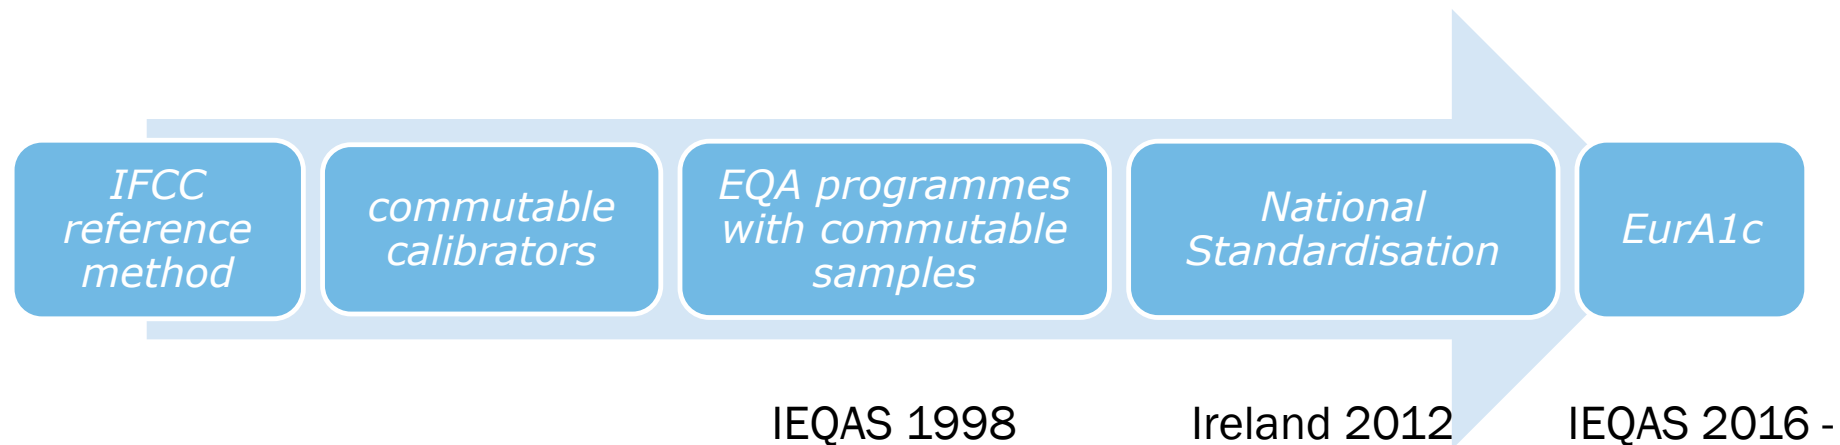 IFCC
reference
method
commutable
calibrators
EQA programmes
with commutable
samples
National
Standardisation
EurA1c
IEQAS 1998
Ireland 2012
IEQAS 2016 -